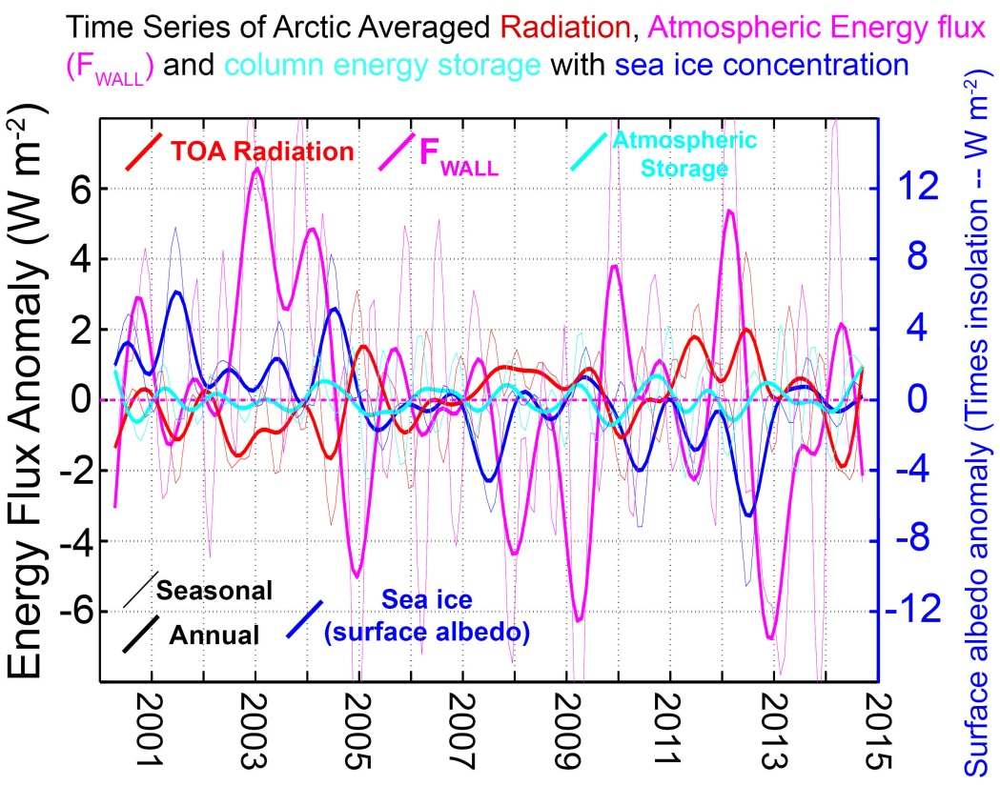 Time Series of Arctic Averaged Radiation, Atmospheric Energy flux
(F_WALL) and column energy storage with sea ice concentration
Energy Flux Anomaly (W m-2)
6
4
2
0
-2
-4
-6
TOA Radiation
F_WALL
Atmospheric
Storage
Seasonal
Annual
Sea ice
(surface albedo)
12
8
4
0
-4
-8
-12
Surface albedo anomaly (Times insolation -- W m-2)
2001
2003
2005
2007
2009
2011
2013
2015